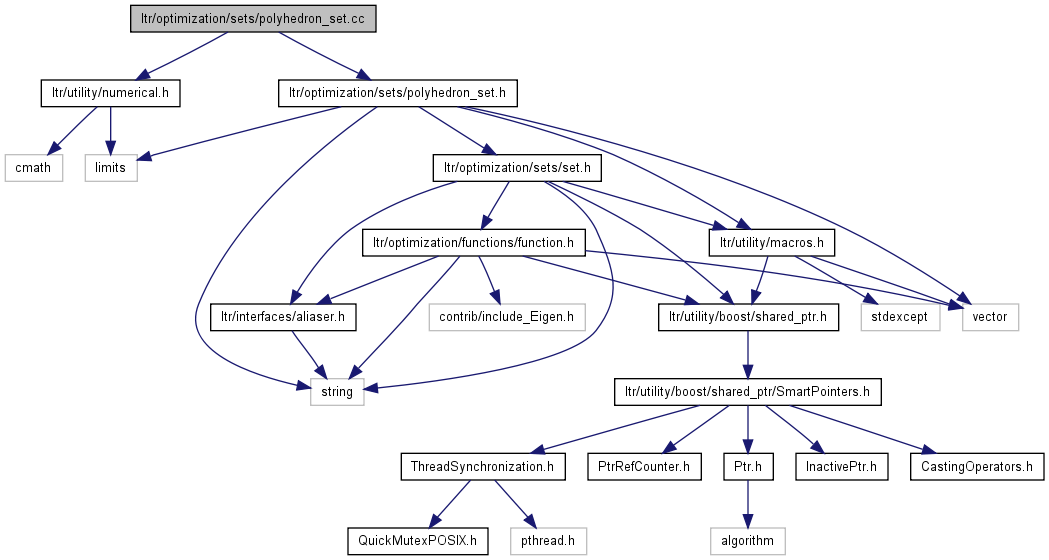 ltr/optimization/sets/polyhedron_set.cc
ltr/utility/numerical.h
ltr/optimization/sets/polyhedron_set.h
cmath
limits
ltr/optimization/sets/set.h
ltr/optimization/functions/function.h
ltr/utility/macros.h
ltr/interfaces/aliaser.h
contrib/include_Eigen.h
ltr/utility/boost/shared_ptr.h
stdexcept
vector
string
ltr/utility/boost/shared_ptr/SmartPointers.h
ThreadSynchronization.h
PtrRefCounter.h
Ptr.h
InactivePtr.h
CastingOperators.h
QuickMutexPOSIX.h
pthread.h
algorithm